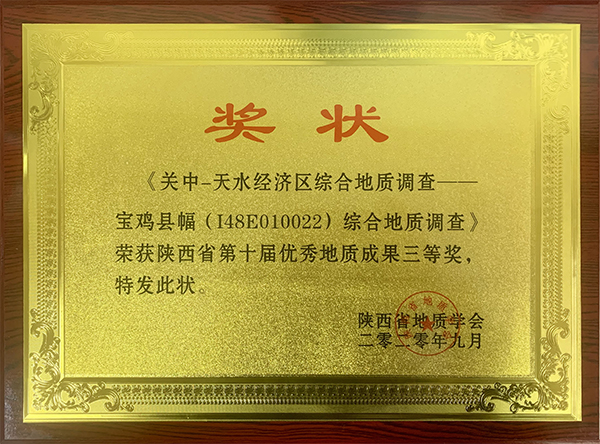 奖状
《关中-天水经济区综合地质调查——
宝鸡县幅（I48E010022）综合地质调查》
荣获陕西省第十届优秀地质成果三等奖，
特发此状。
陕西省地质学会
二零二零年九月